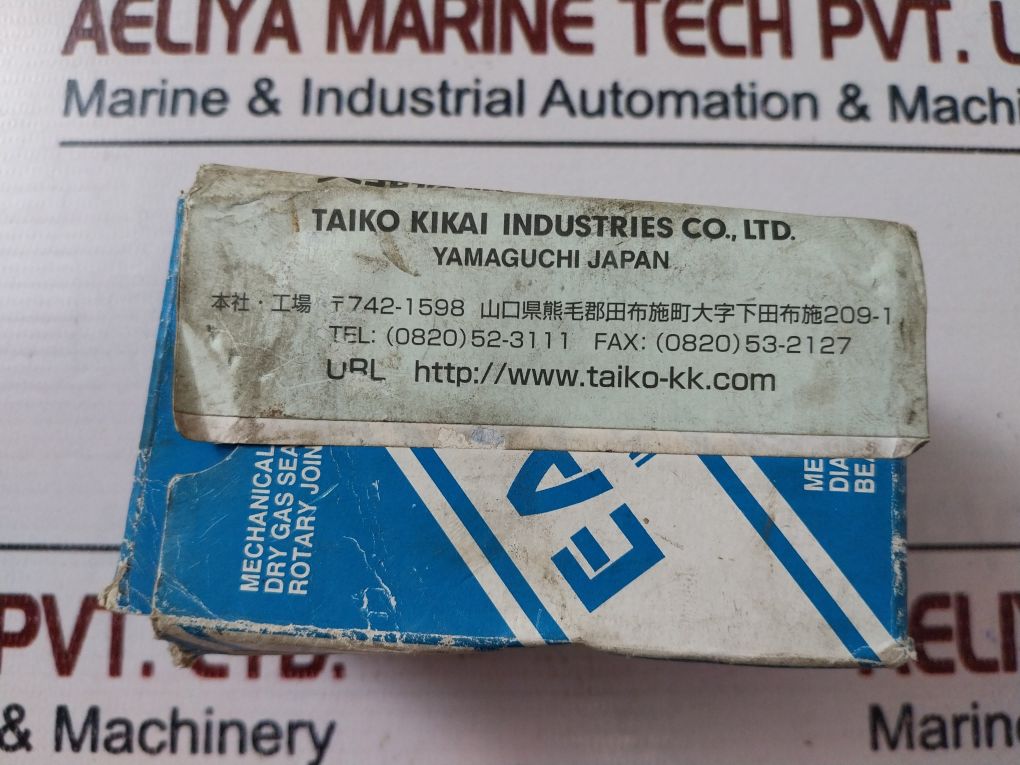 AELIYA MARINE TECH PVT.
Marine & Industrial Automation &
TAIKO KIKAI INDUSTRIES CO., LTD.
YAMAGUCHI JAPAN
本社・工場 〒742-1598 山口県熊毛郡田布施町大字下田布施209-1
TEL: (0820)52-3111 FAX: (0820)53-2127
URL http://www.taiko-kk.com
MECHANICAL
DRY GAS SEA
ROTARY JOIN
E
ME
DIA
BE
PVT. LTD.
& Machinery